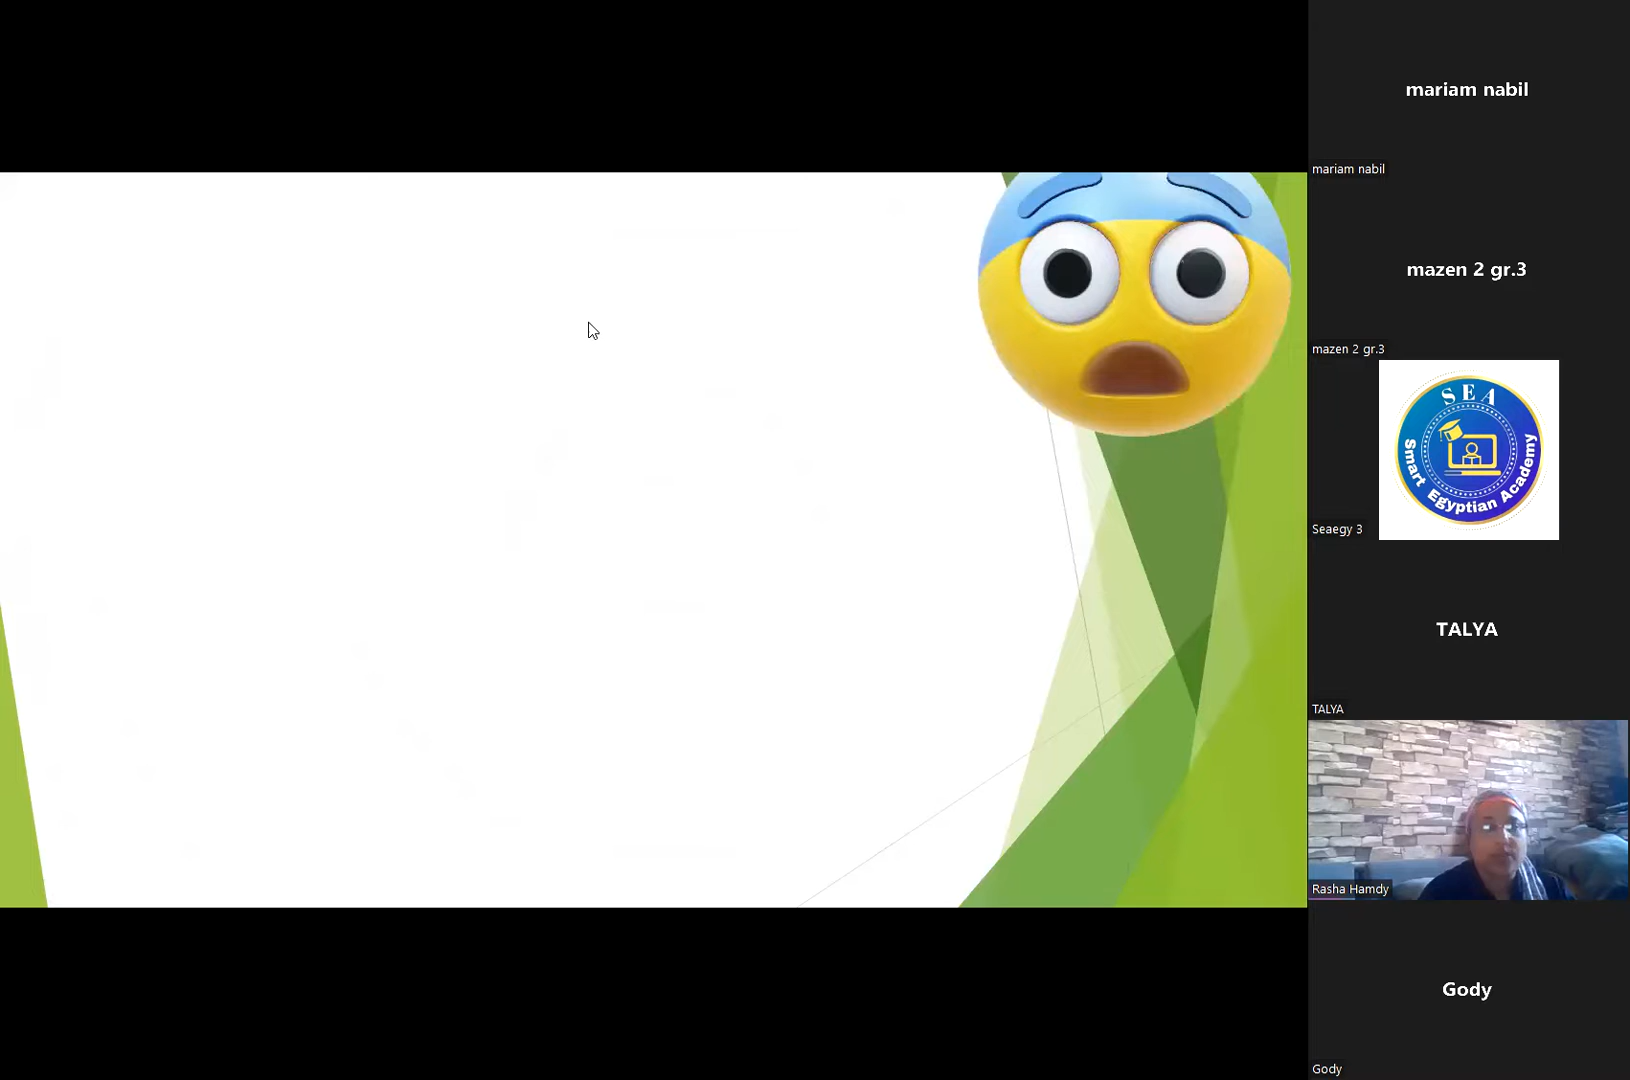 mariam nabil
mariam nabil
mazen 2 gr.3
mazen 2 gr.3
SEA
Smart Egyptian Academy
Seaegy 3
TALYA
TALYA
Rasha Hamdy
Gody
Gody